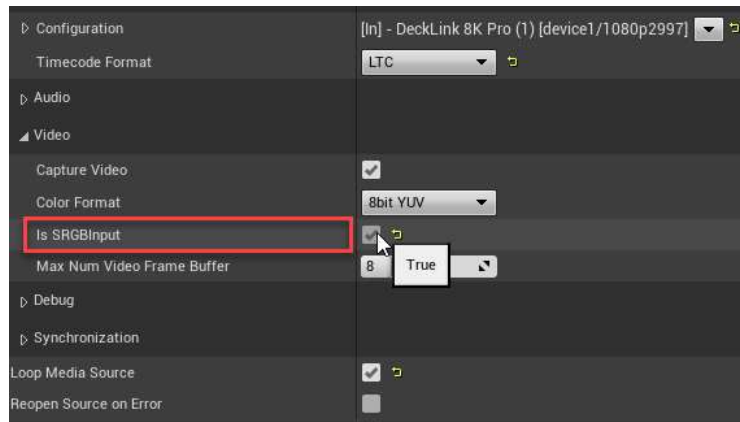 Configuration [In] - DeckLink 8K Pro (1) [device1/1080p2997]
Timecode Format LTC
Audio
Video
Capture Video
Color Format 8bit YUV
Is SRGBInput
Max Num Video Frame Buffer 8 True
Debug
Synchronization
Loop Media Source
Reopen Source on Error